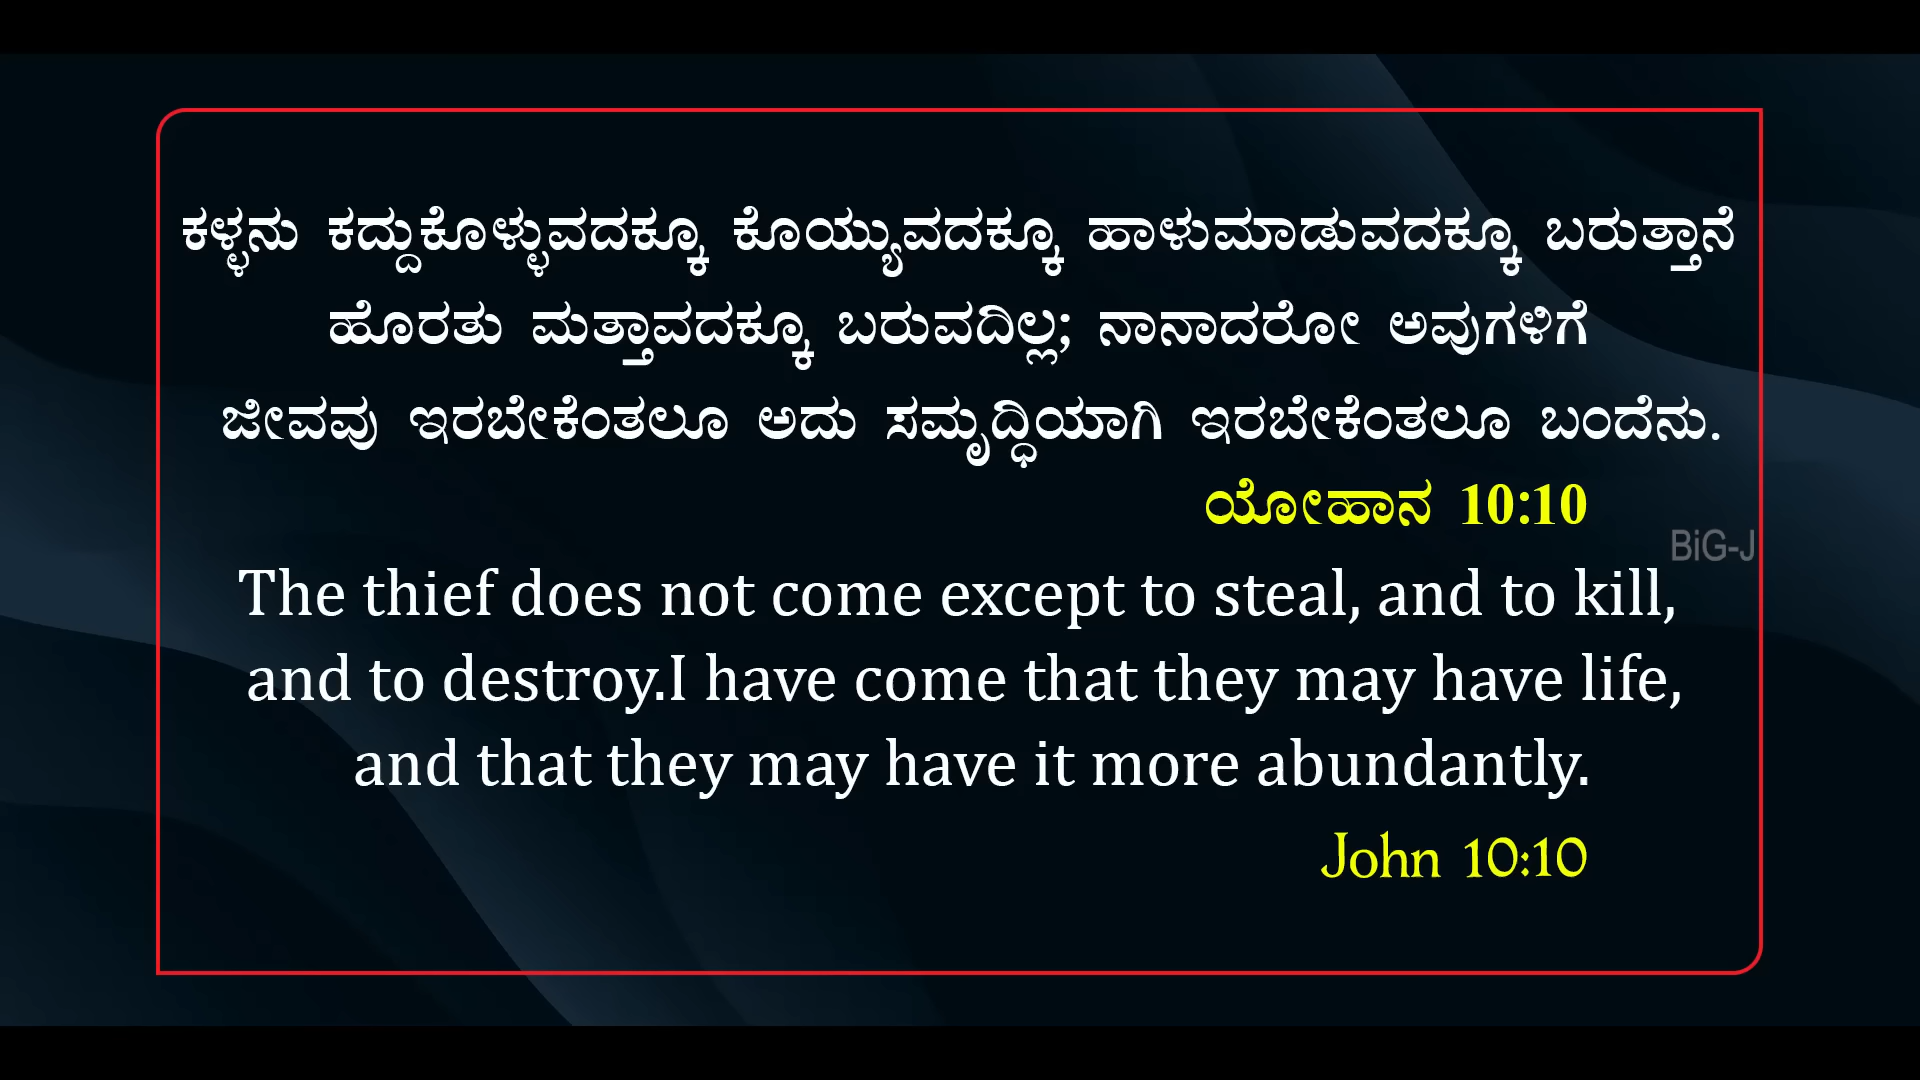 ಕಳ್ಳನು ಕದ್ದುಕೊಳ್ಳುವದಕ್ಕೂ ಕೊಯ್ಯುವದಕ್ಕೂ ಹಾಳುಮಾಡುವದಕ್ಕೂ ಬರುತ್ತಾನೆ
ಹೊರತು ಮತ್ತಾವದಕ್ಕೂ ಬರುವದಿಲ್ಲ; ನಾನಾದರೋ ಅವುಗಳಿಗೆ
ಜೀವವು ಇರಬೇಕೆಂತಲೂ ಅದು ಸಮೃದ್ಧಿಯಾಗಿ ಇರಬೇಕೆಂತಲೂ ಬಂದೆನು.
ಯೋಹಾನ 10:10
BiG-J
The thief does not come except to steal, and to kill,
and to destroy.I have come that they may have life,
and that they may have it more abundantly.
John 10:10